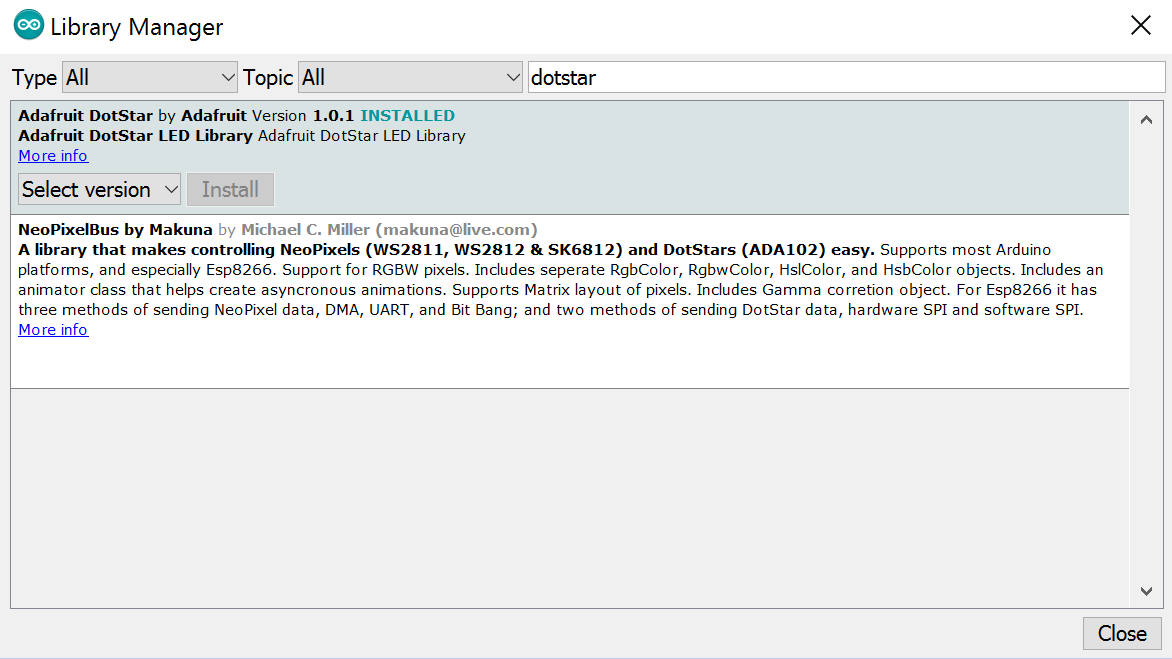 Library Manager
Type All Topic All dotstar
Adafruit DotStar by Adafruit Version 1.0.1 INSTALLED
Adafruit DotStar LED Library Adafruit DotStar LED Library
More info
Select version Install
NeoPixelBus by Makuna by Michael C. Miller (makuna@live.com)
A library that makes controlling NeoPixels (WS2811, WS2812 & SK6812) and DotStars (ADA102) easy. Supports most Arduino
platforms, and especially Esp8266. Support for RGBW pixels. Includes seperate RgbColor, RgbwColor, HslColor, and HsbColor objects. Includes an
animator class that helps create asyncronous animations. Supports Matrix layout of pixels. Includes Gamma corretion object. For Esp8266 it has
three methods of sending NeoPixel data, DMA, UART, and Bit Bang; and two methods of sending DotStar data, hardware SPI and software SPI.
More info
Close